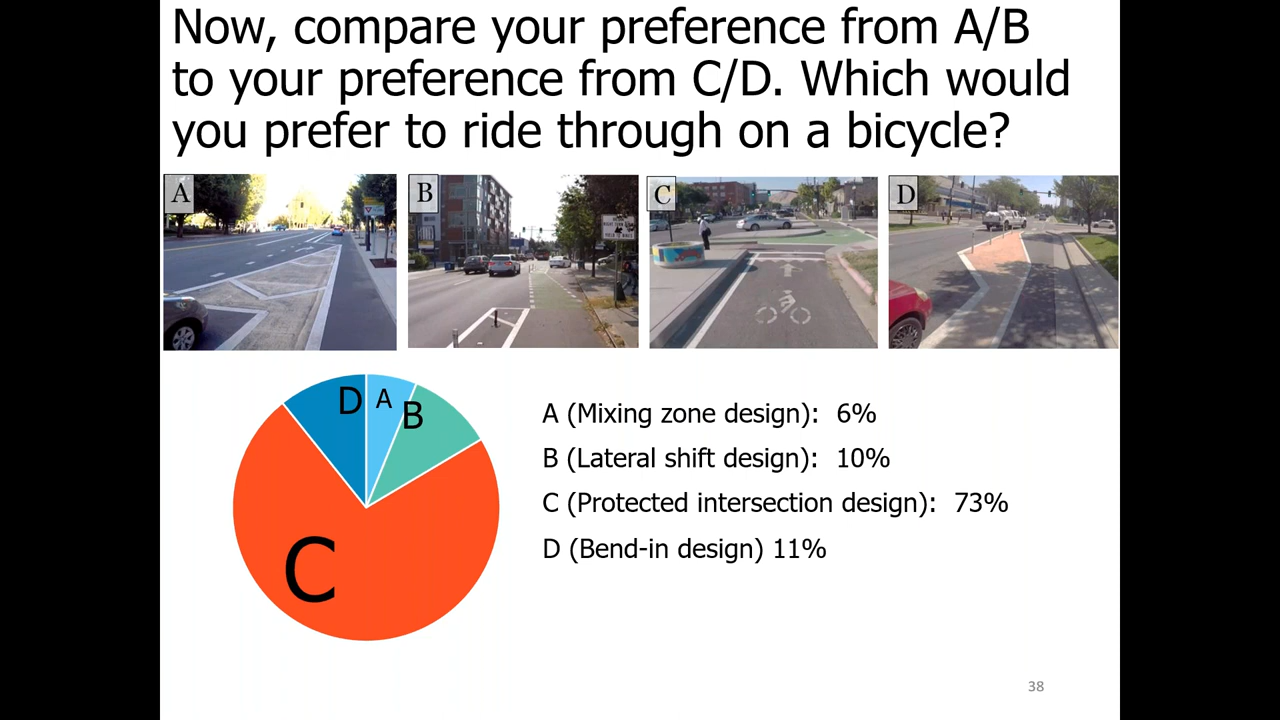 Now, compare your preference from A/B
to your preference from C/D. Which would
you prefer to ride through on a bicycle?
A
B
C
D
D
A
B
C
A (Mixing zone design):  6%
B (Lateral shift design):  10%
C (Protected intersection design):  73%
D (Bend-in design) 11%
38